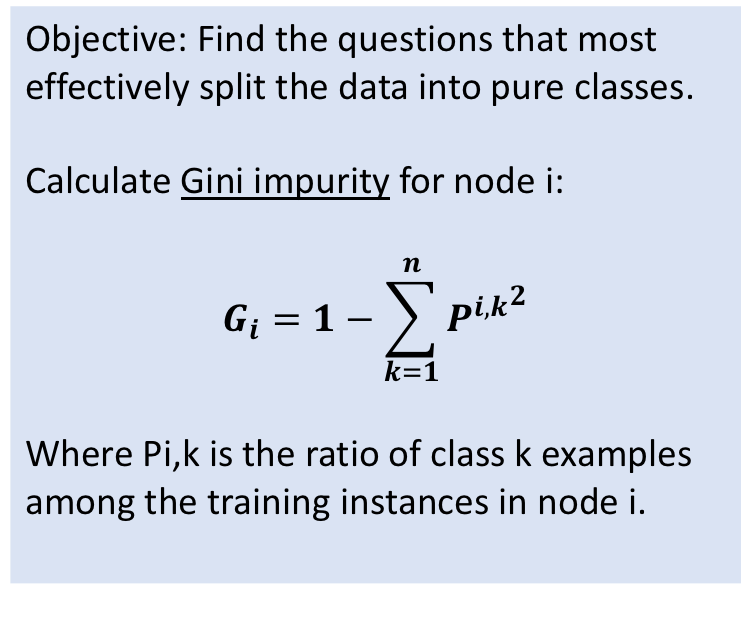 Objective: Find the questions that most
effectively split the data into pure classes.
Calculate Gini impurity for node i:
n
G_i = 1 − ∑ P^{i,k^2}
k=1
Where Pi,k is the ratio of class k examples
among the training instances in node i.